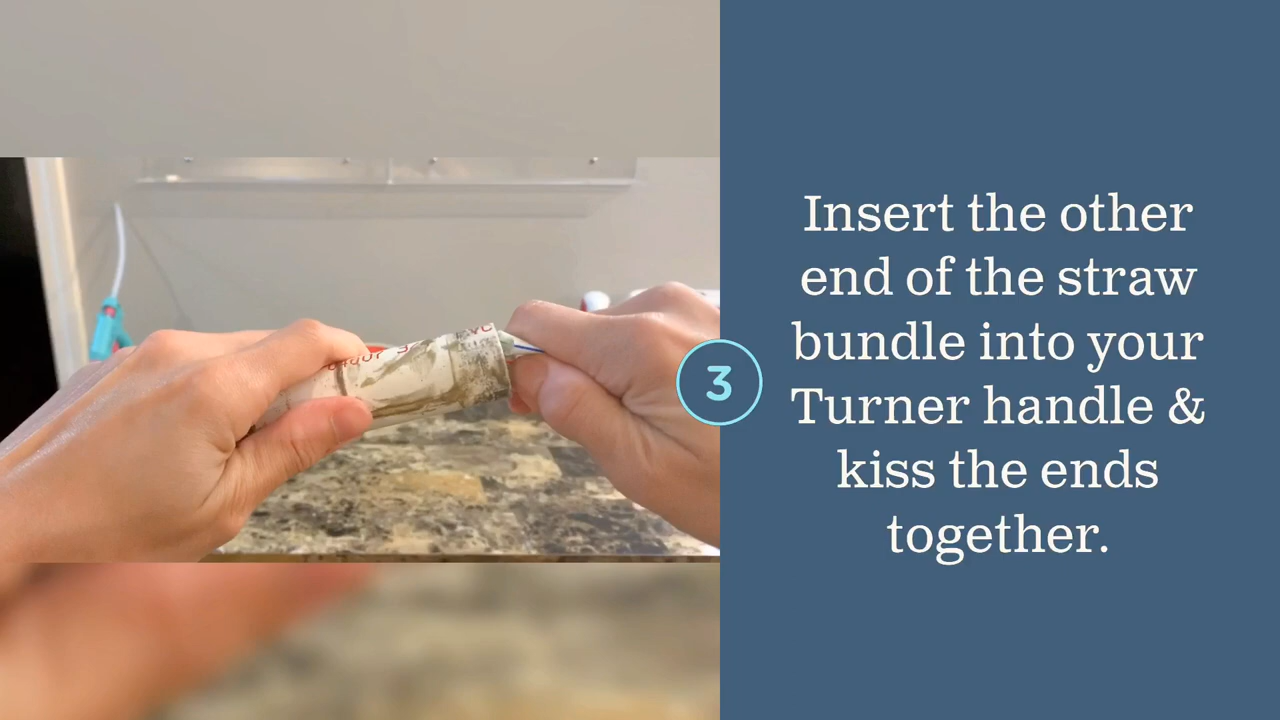 Insert the other
end of the straw
bundle into your
Turner handle &
kiss the ends
together.
3